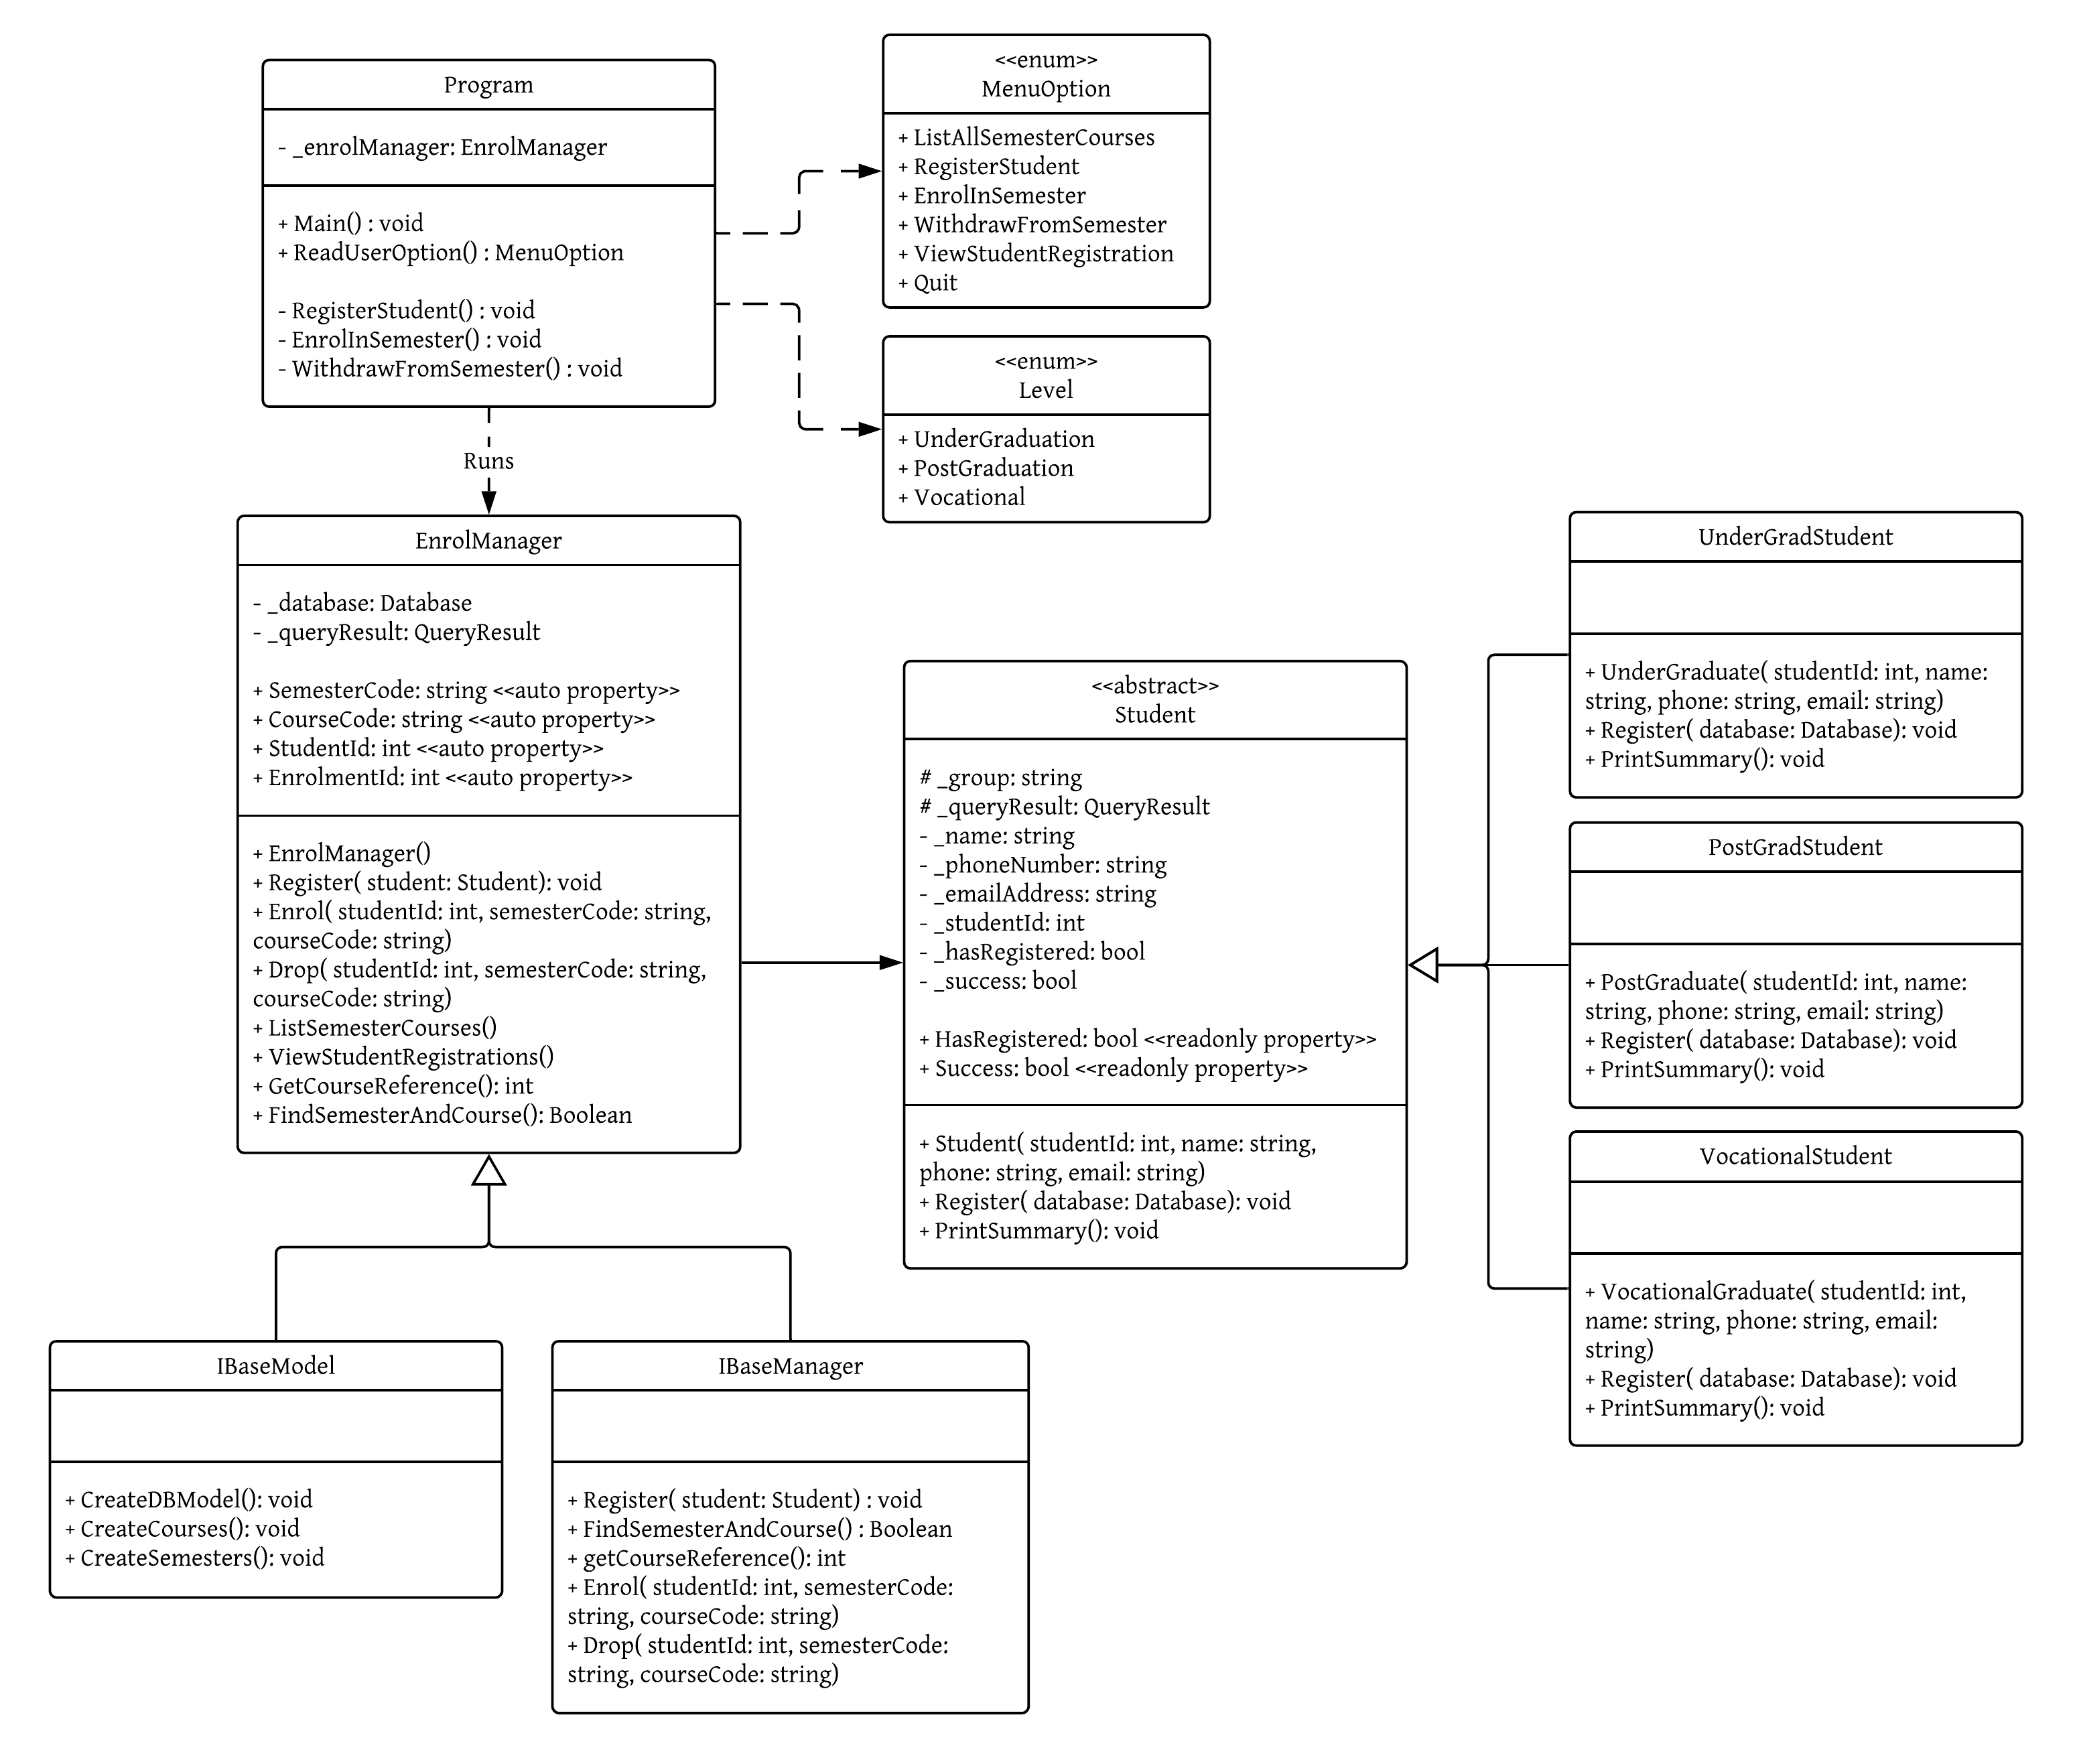 Program
- _enrolManager: EnrolManager
+ Main() : void
+ ReadUserOption() : MenuOption
- RegisterStudent() : void
- EnrolInSemester() : void
- WithdrawFromSemester() : void
<<enum>>
MenuOption
+ ListAllSemesterCourses
+ RegisterStudent
+ EnrolInSemester
+ WithdrawFromSemester
+ ViewStudentRegistration
+ Quit
<<enum>>
Level
+ UnderGraduation
+ PostGraduation
+ Vocational
Runs
EnrolManager
- _database: Database
- _queryResult: QueryResult
+ SemesterCode: string <<auto property>>
+ CourseCode: string <<auto property>>
+ StudentId: int <<auto property>>
+ EnrolmentId: int <<auto property>>
+ EnrolManager()
+ Register( student: Student): void
+ Enrol( studentId: int, semesterCode: string,
courseCode: string)
+ Drop( studentId: int, semesterCode: string,
courseCode: string)
+ ListSemesterCourses()
+ ViewStudentRegistrations()
+ GetCourseReference(): int
+ FindSemesterAndCourse(): Boolean
<<abstract>>
Student
# _group: string
# _queryResult: QueryResult
- _name: string
- _phoneNumber: string
- _emailAddress: string
- _studentId: int
- _hasRegistered: bool
- _success: bool
+ HasRegistered: bool <<readonly property>>
+ Success: bool <<readonly property>>
+ Student( studentId: int, name: string,
phone: string, email: string)
+ Register( database: Database): void
+ PrintSummary(): void
UnderGradStudent
+ UnderGraduate( studentId: int, name:
string, phone: string, email: string)
+ Register( database: Database): void
+ PrintSummary(): void
PostGradStudent
+ PostGraduate( studentId: int, name:
string, phone: string, email: string)
+ Register( database: Database): void
+ PrintSummary(): void
VocationalStudent
+ VocationalGraduate( studentId: int,
name: string, phone: string, email:
string)
+ Register( database: Database): void
+ PrintSummary(): void
IBaseModel
+ CreateDBModel(): void
+ CreateCourses(): void
+ CreateSemesters(): void
IBaseManager
+ Register( student: Student) : void
+ FindSemesterAndCourse() : Boolean
+ getCourseReference(): int
+ Enrol( studentId: int, semesterCode:
string, courseCode: string)
+ Drop( studentId: int, semesterCode:
string, courseCode: string)